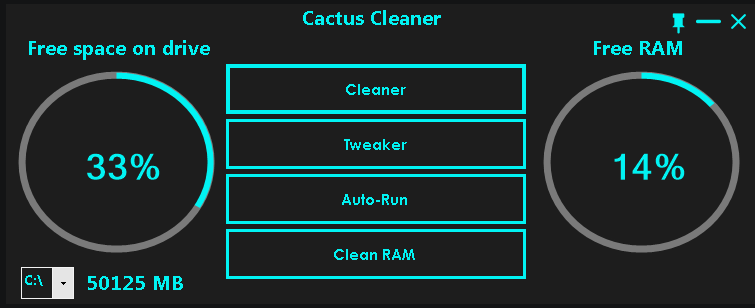 Cactus Cleaner
Free space on drive
Free RAM
Cleaner
33%
Tweaker
14%
Auto-Run
Clean RAM
C:\
50125 MB